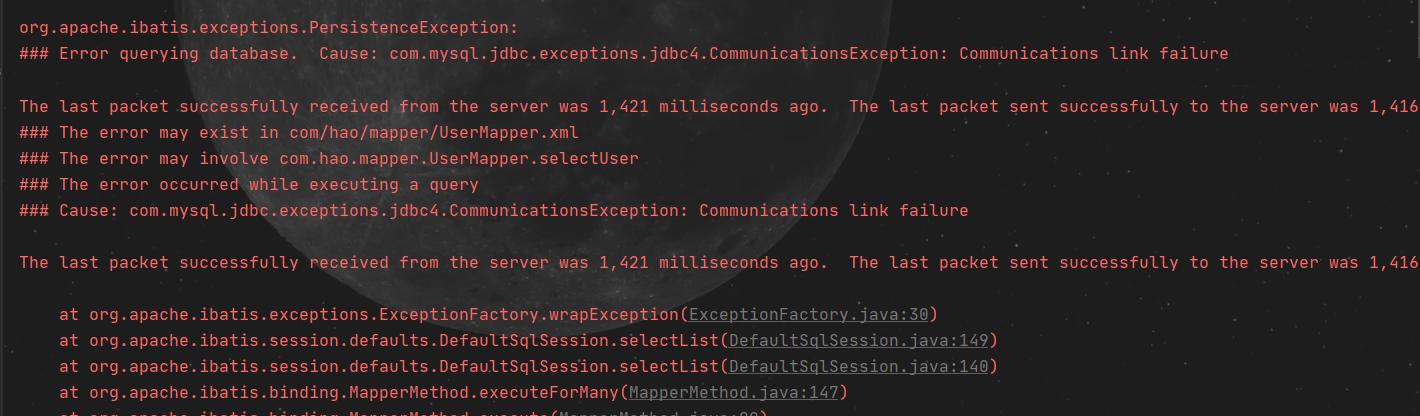 org.apache.ibatis.exceptions.PersistenceException:
### Error querying database.  Cause: com.mysql.jdbc.exceptions.jdbc4.CommunicationsException: Communications link failure
The last packet successfully received from the server was 1,421 milliseconds ago.  The last packet sent successfully to the server was 1,416
### The error may exist in com/hao/mapper/UserMapper.xml
### The error may involve com.hao.mapper.UserMapper.selectUser
### The error occurred while executing a query
### Cause: com.mysql.jdbc.exceptions.jdbc4.CommunicationsException: Communications link failure
The last packet successfully received from the server was 1,421 milliseconds ago.  The last packet sent successfully to the server was 1,416
at org.apache.ibatis.exceptions.ExceptionFactory.wrapException(ExceptionFactory.java:30)
at org.apache.ibatis.session.defaults.DefaultSqlSession.selectList(DefaultSqlSession.java:149)
at org.apache.ibatis.session.defaults.DefaultSqlSession.selectList(DefaultSqlSession.java:140)
at org.apache.ibatis.binding.MapperMethod.executeForMany(MapperMethod.java:147)